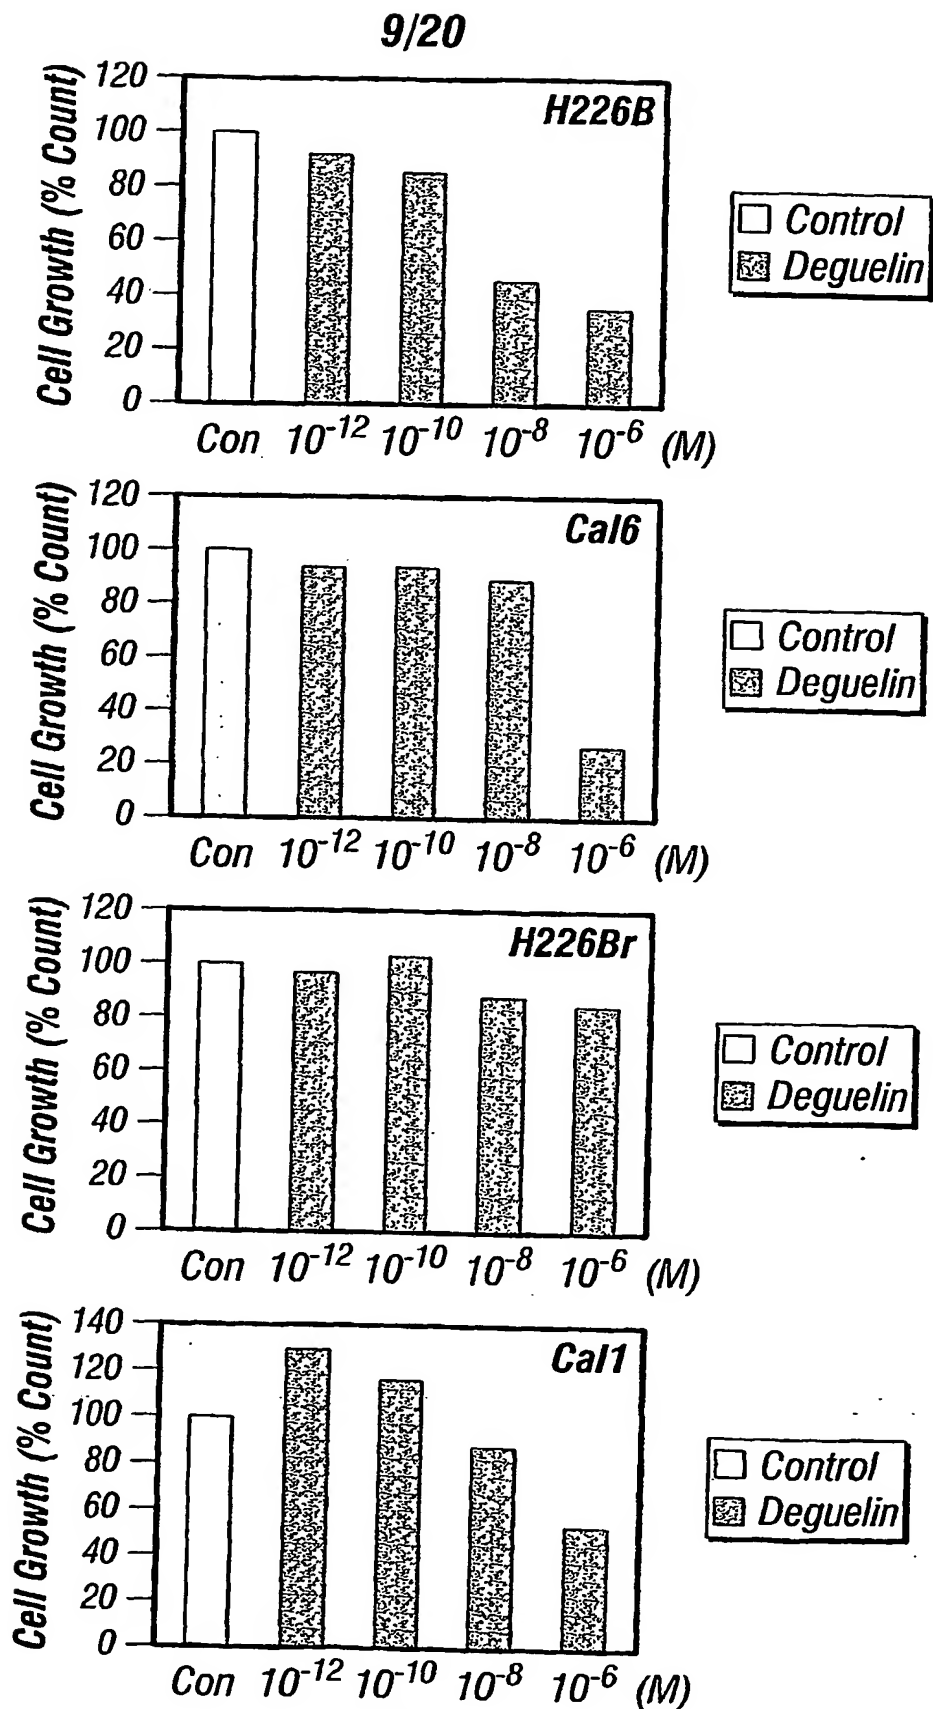 9/20
Cell Growth (% Count)
120
100
80
60
40
20
0
H226B
Con 10-12 10-10 10-8 10-6 (M)
Control
Deguelin
Cell Growth (% Count)
120
100
80
60
40
20
0
Cal6
Con 10-12 10-10 10-8 10-6 (M)
Control
Deguelin
Cell Growth (% Count)
120
100
80
60
40
20
0
H226Br
Con 10-12 10-10 10-8 10-6 (M)
Control
Deguelin
Cell Growth (% Count)
140
120
100
80
60
40
20
0
Cal1
Con 10-12 10-10 10-8 10-6 (M)
Control
Deguelin